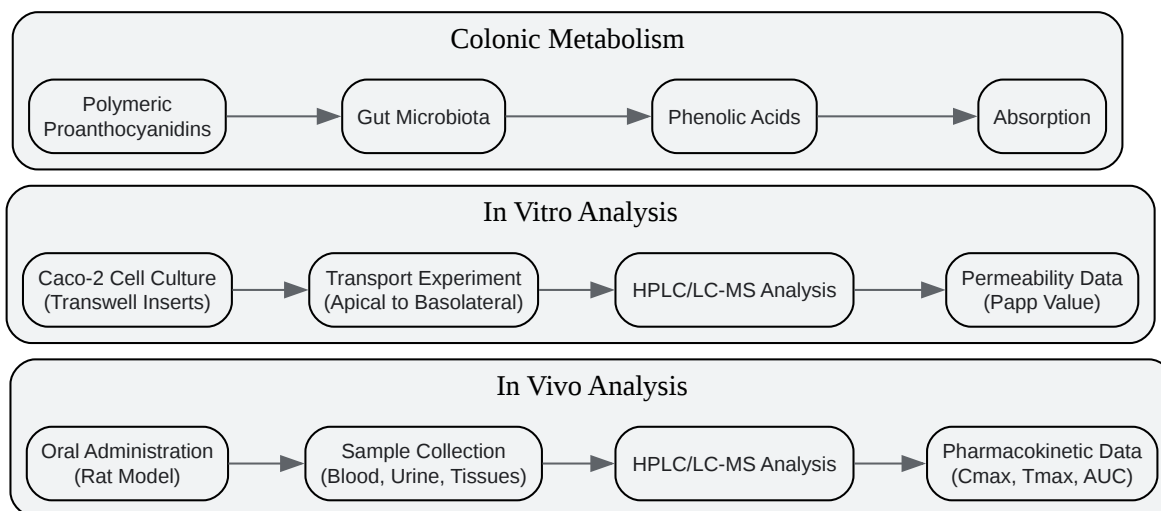 Colonic Metabolism
Polymeric
Proanthocyanidins
Gut Microbiota
Phenolic Acids
Absorption
In Vitro Analysis
Caco-2 Cell Culture
(Transwell Inserts)
Transport Experiment
(Apical to Basolateral)
HPLC/LC-MS Analysis
Permeability Data
(Papp Value)
In Vivo Analysis
Oral Administration
(Rat Model)
Sample Collection
(Blood, Urine, Tissues)
HPLC/LC-MS Analysis
Pharmacokinetic Data
(Cmax, Tmax, AUC)